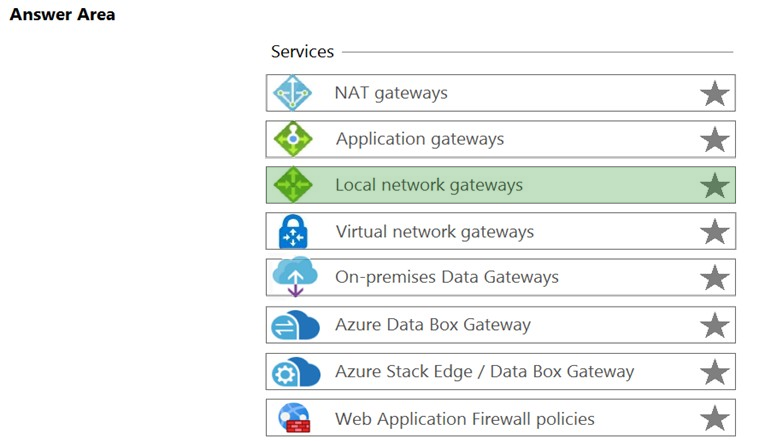 Answer Area
Services
NAT gateways
Application gateways
Local network gateways
Virtual network gateways
On-premises Data Gateways
Azure Data Box Gateway
Azure Stack Edge / Data Box Gateway
Web Application Firewall policies